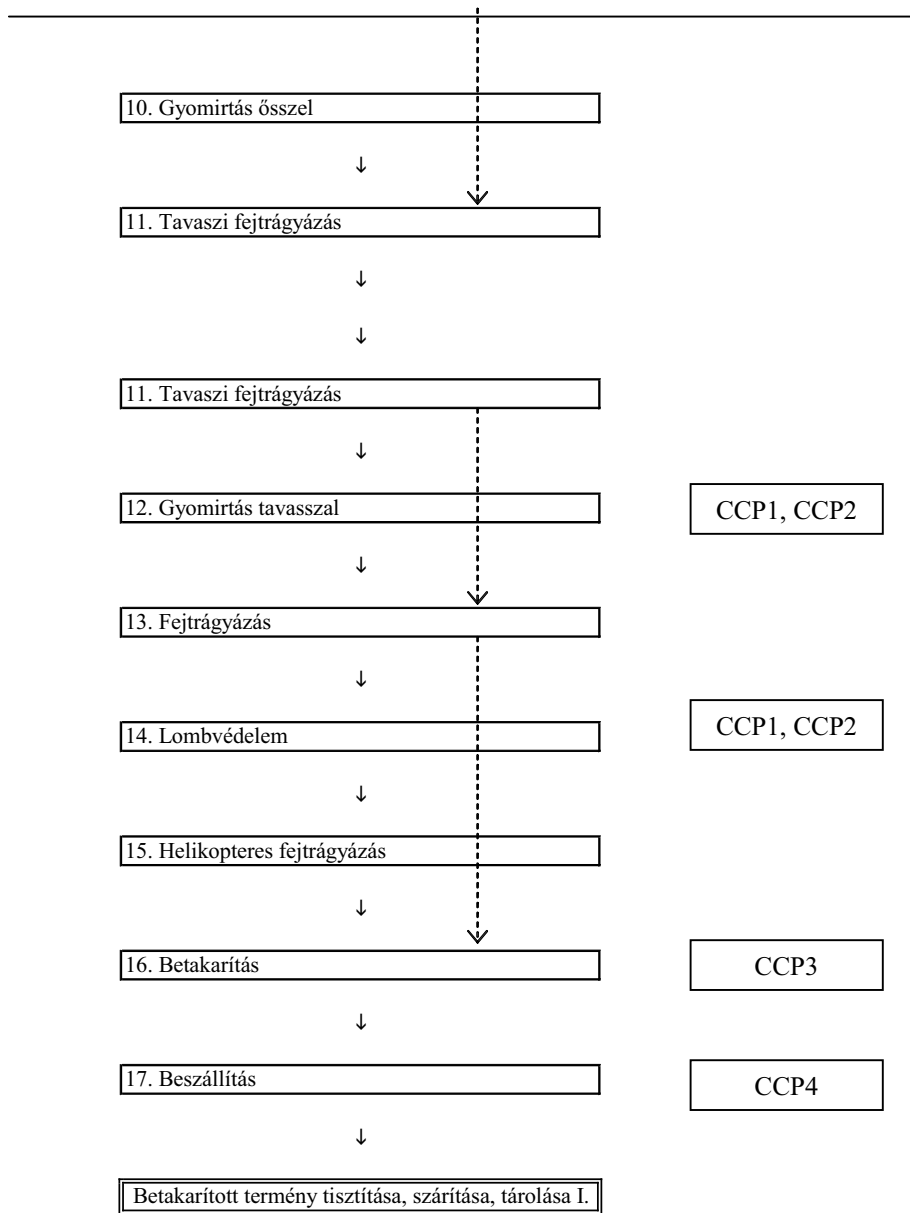 10. Gyomirtás ősszel
↓
11. Tavaszi fejtrágyázás
↓
↓
11. Tavaszi fejtrágyázás
↓
12. Gyomirtás tavasszal
CCP1, CCP2
↓
13. Fejtrágyázás
↓
14. Lombvédelem
CCP1, CCP2
↓
15. Helikopteres fejtrágyázás
↓
16. Betakarítás
CCP3
↓
17. Beszállítás
CCP4
↓
Betakarított termény tisztítása, szárítása, tárolása I.